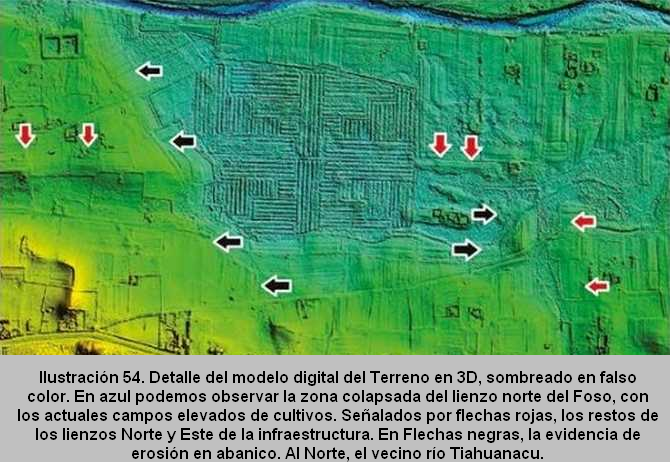 Ilustración 54. Detalle del modelo digital del Terreno en 3D, sombreado en falso
color. En azul podemos observar la zona colapsada del lienzo norte del Foso, con
los actuales campos elevados de cultivos. Señalados por flechas rojas, los restos de
los lienzos Norte y Este de la infraestructura. En Flechas negras, la evidencia de
erosión en abanico. Al Norte, el vecino río Tiahuanacu.